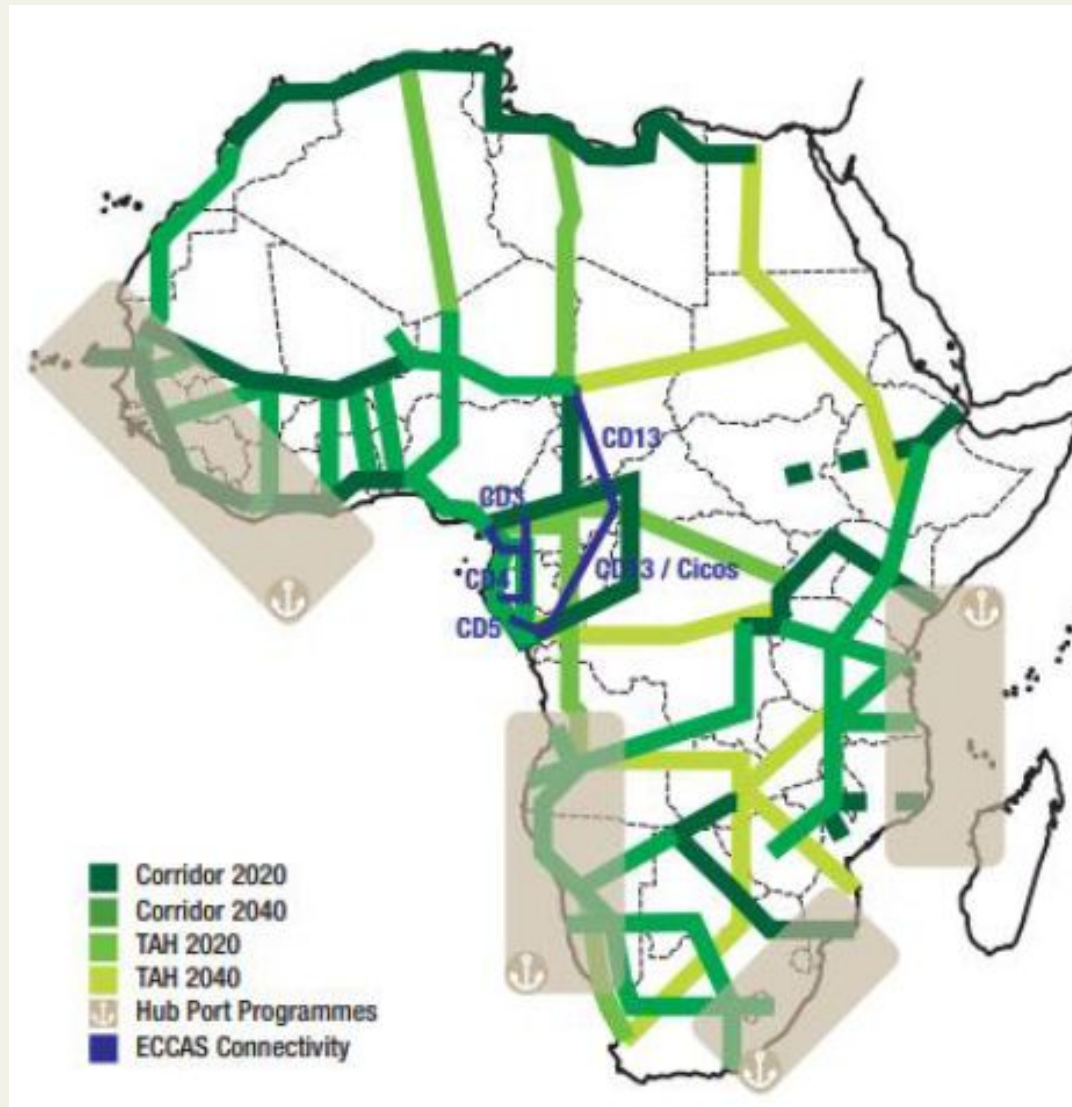 CD13
CD3
CD13 / Cicos
CD4
CD5
Corridor 2020
Corridor 2040
TAH 2020
TAH 2040
Hub Port Programmes
ECCAS Connectivity